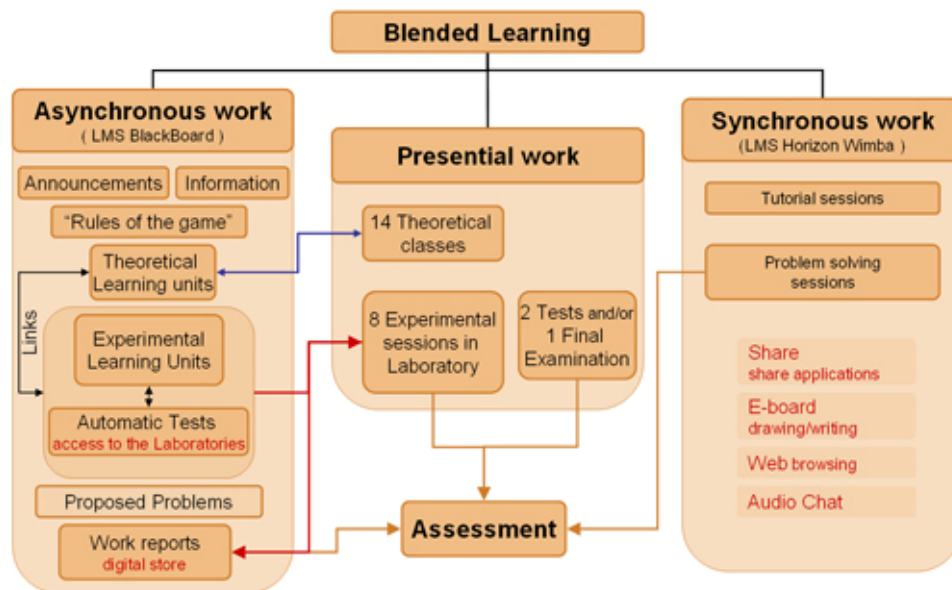 Blended Learning
Asynchronous work
( LMS BlackBoard )
Announcements
Information
“Rules of the game”
Theoretical
Learning units
Links
Experimental
Learning Units
Automatic Tests
access to the Laboratories
Proposed Problems
Work reports
digital store
Presential work
14 Theoretical
classes
8 Experimental
sessions in
Laboratory
2 Tests and/or
1 Final
Examination
Assessment
Synchronous work
(LMS Horizon Wimba )
Tutorial sessions
Problem solving
sessions
Share
share applications
E-board
drawing/writing
Web browsing
Audio Chat